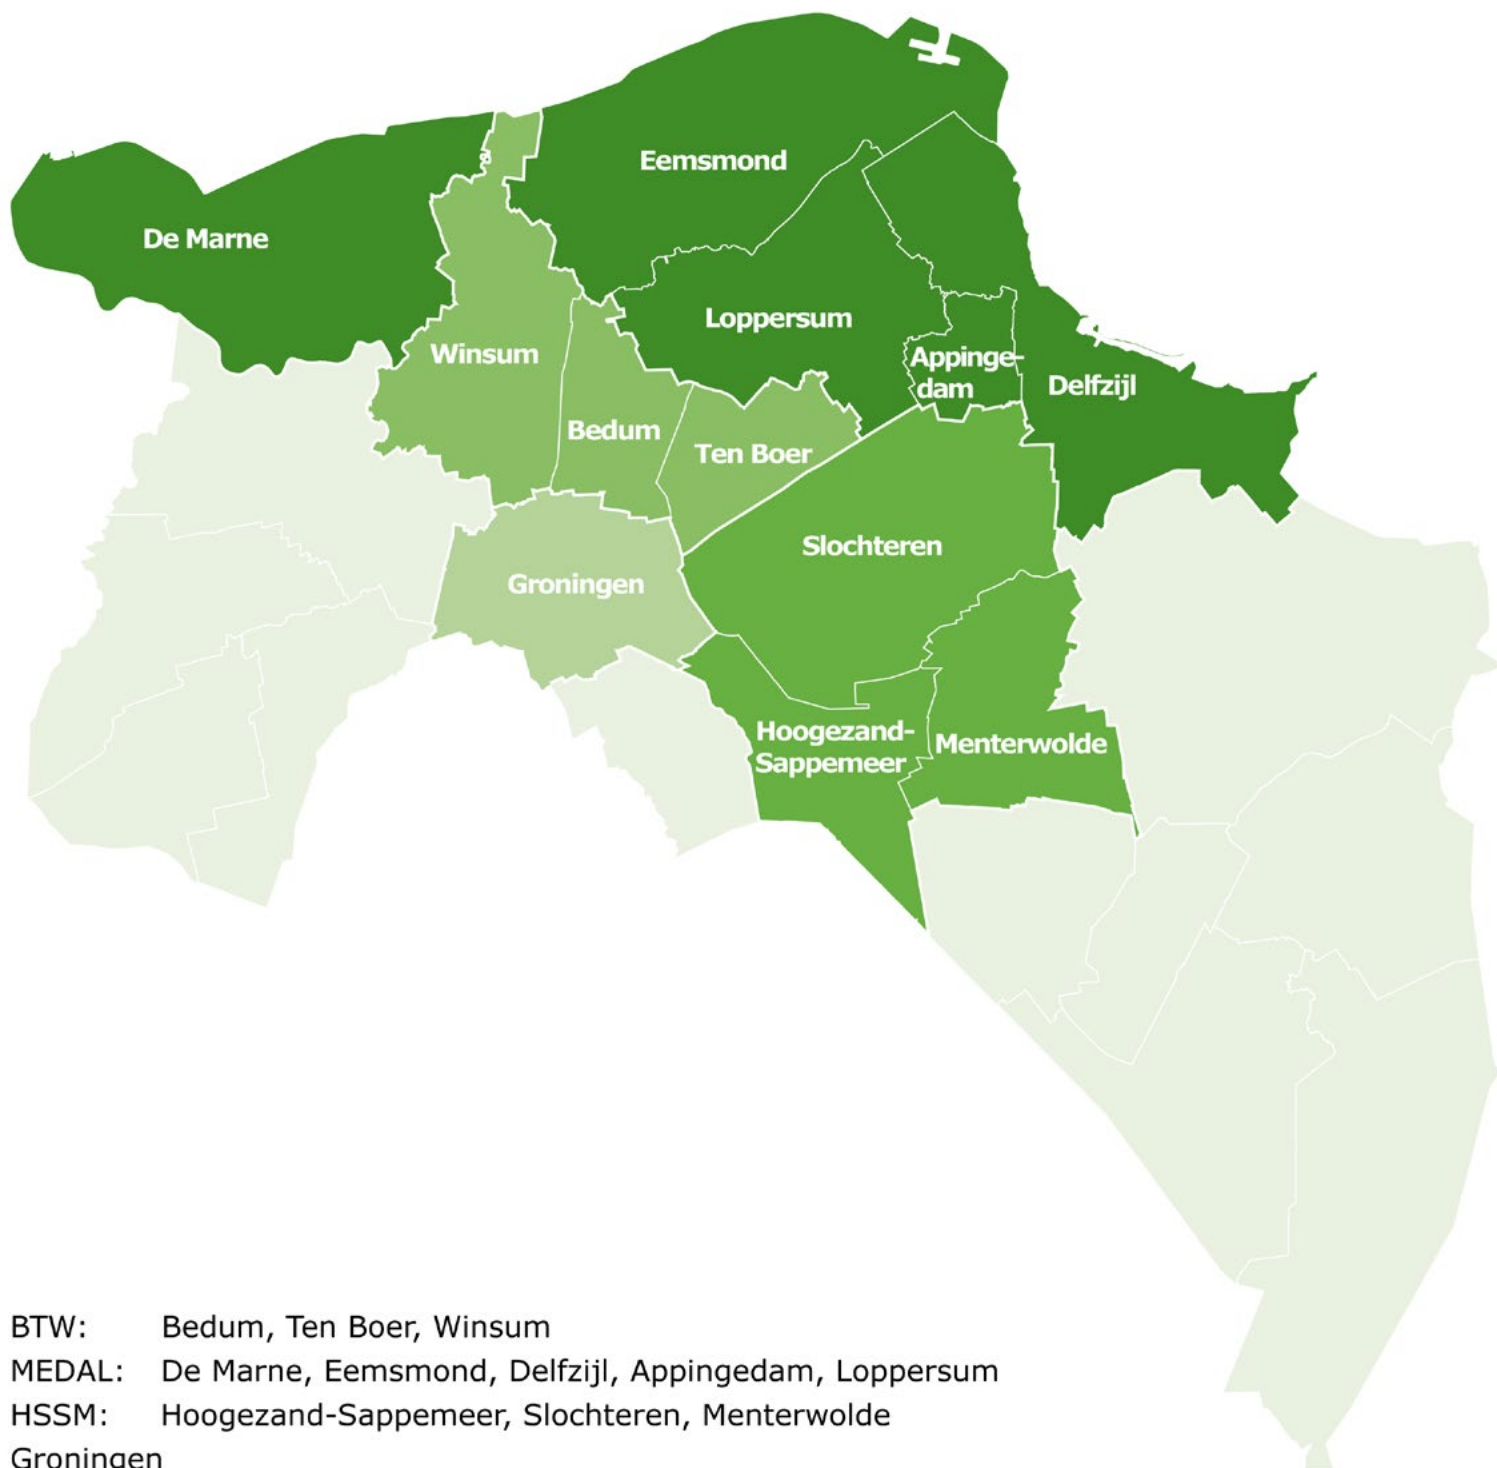 Eemsmond
De Marne
Loppersum
Winsum
Appinge-
dam
Delfzijl
Bedum
Ten Boer
Slochteren
Groningen
Hoogezand-
Sappemeer
Menterwolde
BTW: Bedum, Ten Boer, Winsum
MEDAL: De Marne, Eemsmond, Delfzijl, Appingedam, Loppersum
HSSM: Hoogezand-Sappemeer, Slochteren, Menterwolde
Groningen